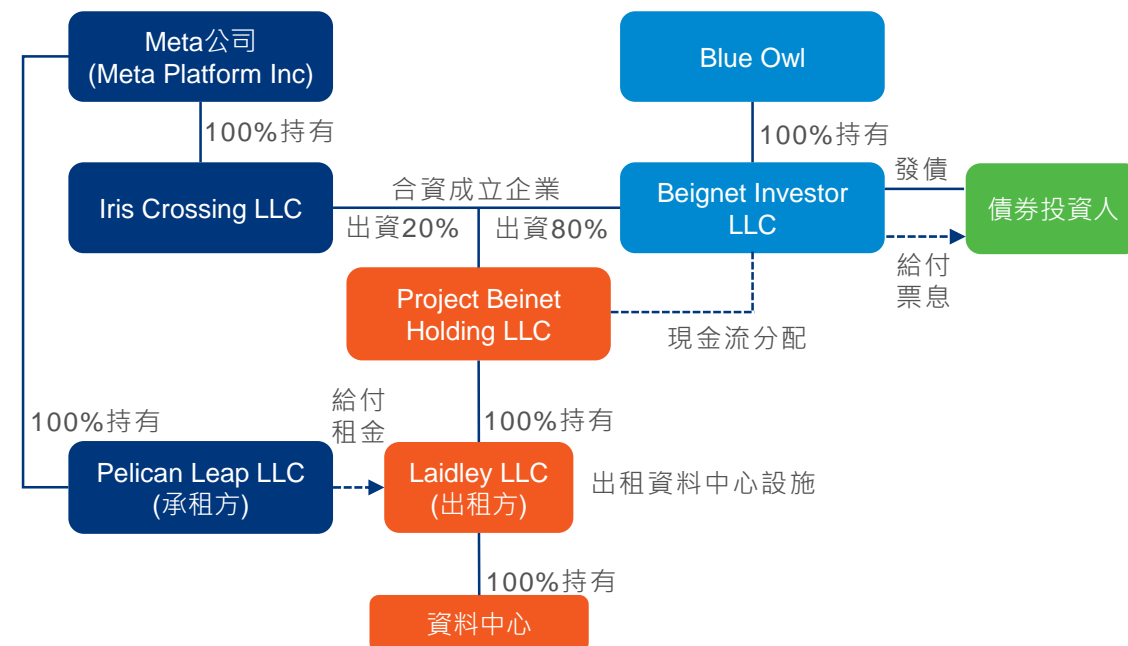 Meta公司
(Meta Platform Inc)
Blue Owl
100%持有
100%持有
Iris Crossing LLC
合資成立企業
出資20%
出資80%
Beignet Investor
LLC
發債
債券投資人
給付
票息
Project Beinet
Holding LLC
現金流分配
100%持有
給付
租金
100%持有
Pelican Leap LLC
(承租方)
Laidley LLC
(出租方)
出租資料中心設施
100%持有
資料中心